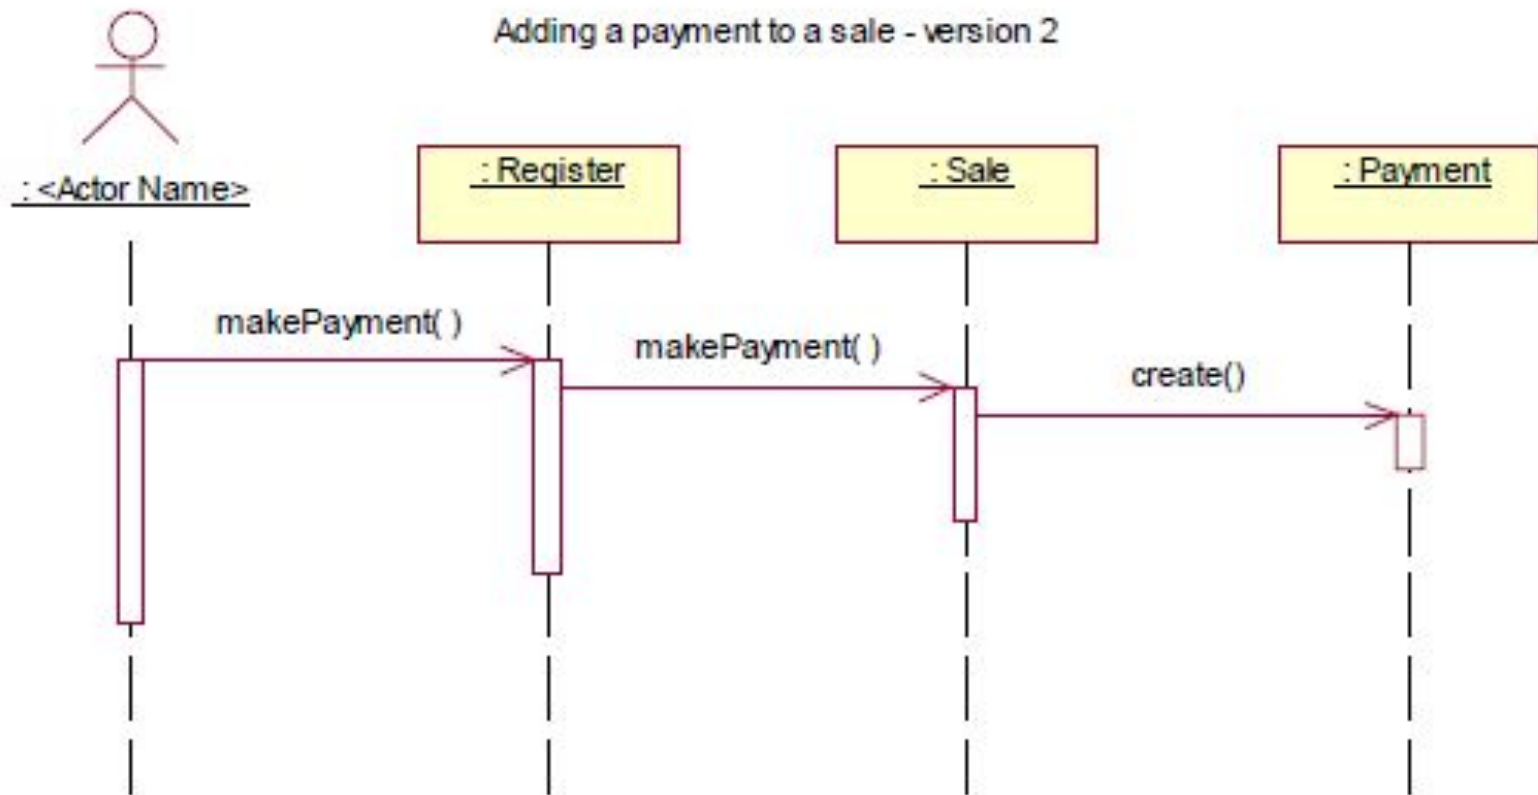 Adding a payment to a sale - version 2
: <Actor Name>
: Register
: Sale
: Payment
makePayment( )
makePayment( )
create()